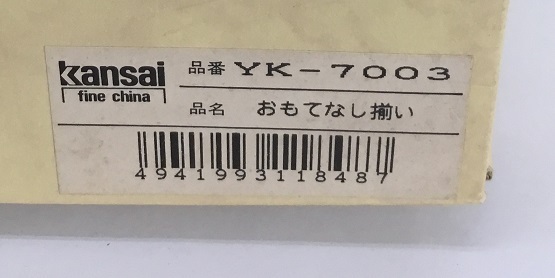 kansai
fine china
品番 YK-7003
品名 おもてなし揃い
4941993118487